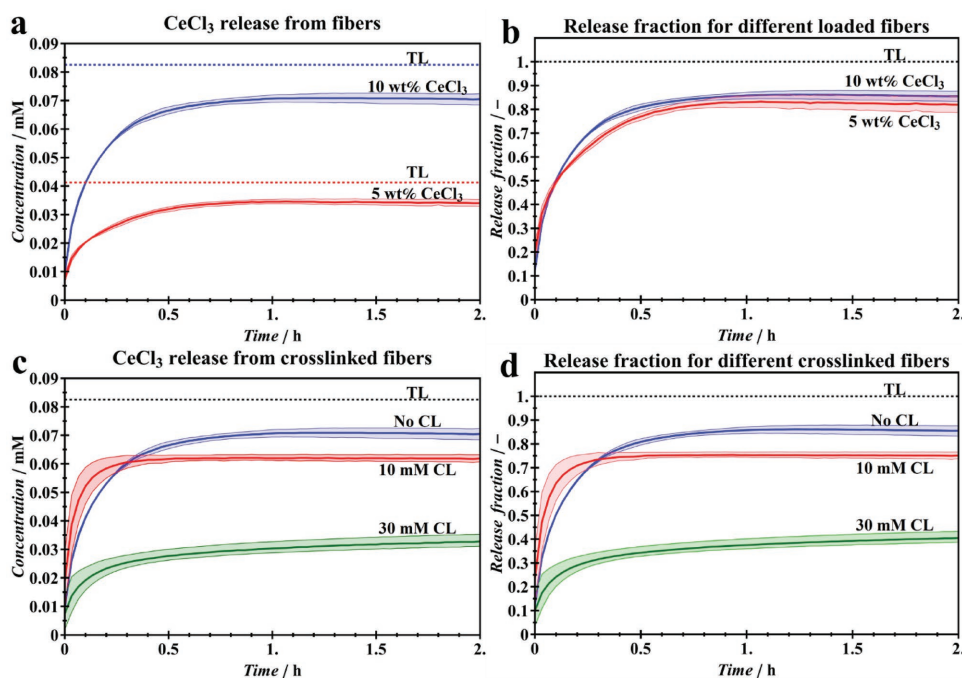 a
CeCl₃ release from fibers
0.09
0.08
0.07
0.06
0.05
0.04
0.03
0.02
0.01
0
Concentration / mM
TL
10 wt% CeCl₃
TL
5 wt% CeCl₃
0 0.5 1. 1.5 2.
Time / h
b
Release fraction for different loaded fibers
1.
0.9
0.8
0.7
0.6
0.5
0.4
0.3
0.2
0.1
0
Release fraction / –
TL
10 wt% CeCl₃
5 wt% CeCl₃
0 0.5 1. 1.5 2.
Time / h
c
CeCl₃ release from crosslinked fibers
0.09
0.08
0.07
0.06
0.05
0.04
0.03
0.02
0.01
0
Concentration / mM
TL
No CL
10 mM CL
30 mM CL
0 0.5 1. 1.5 2.
Time / h
d
Release fraction for different crosslinked fibers
1.
0.9
0.8
0.7
0.6
0.5
0.4
0.3
0.2
0.1
0
Release fraction / –
TL
No CL
10 mM CL
30 mM CL
0 0.5 1. 1.5 2.
Time / h